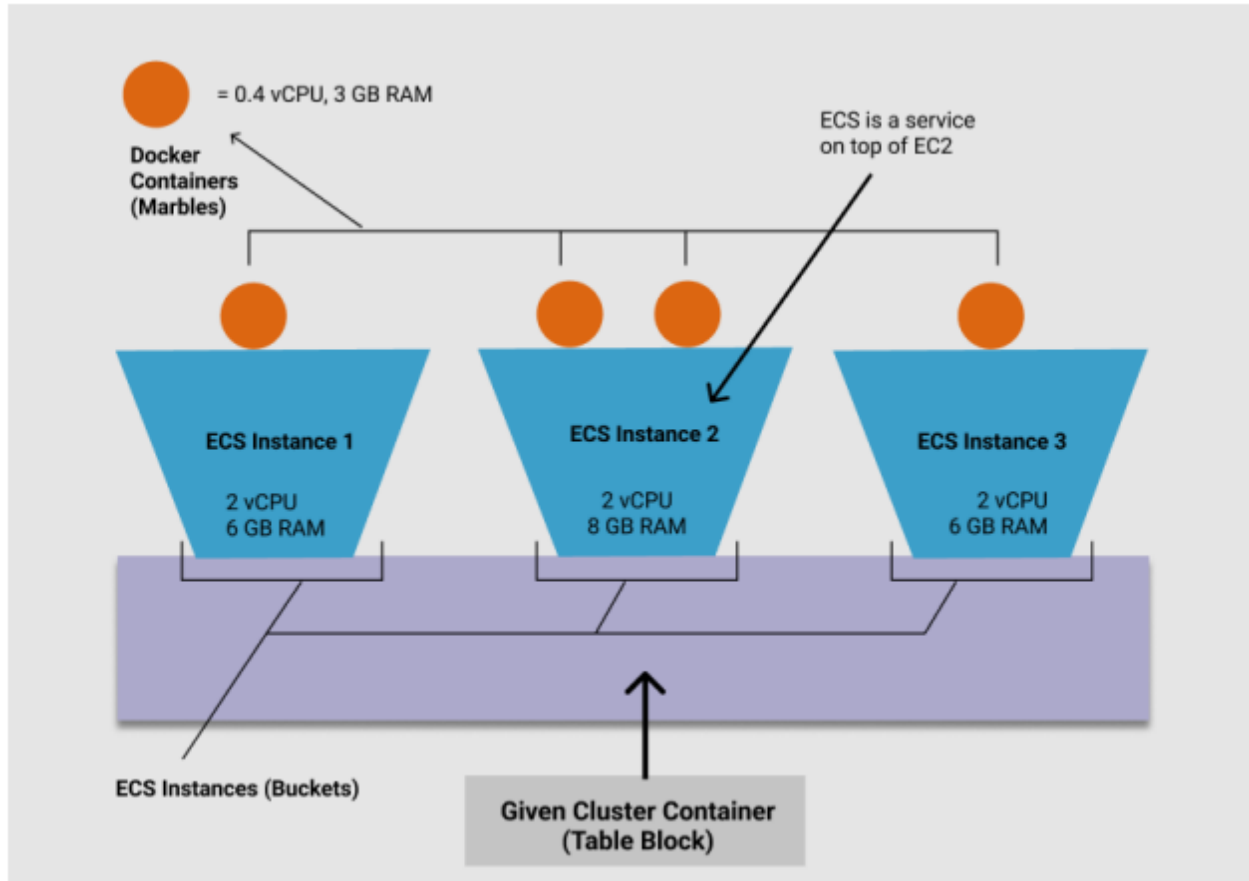 = 0.4 vCPU, 3 GB RAM
Docker
Containers
(Marbles)
ECS is a service
on top of EC2
ECS Instance 1
2 vCPU
6 GB RAM
ECS Instance 2
2 vCPU
8 GB RAM
ECS Instance 3
2 vCPU
6 GB RAM
ECS Instances (Buckets)
Given Cluster Container
(Table Block)